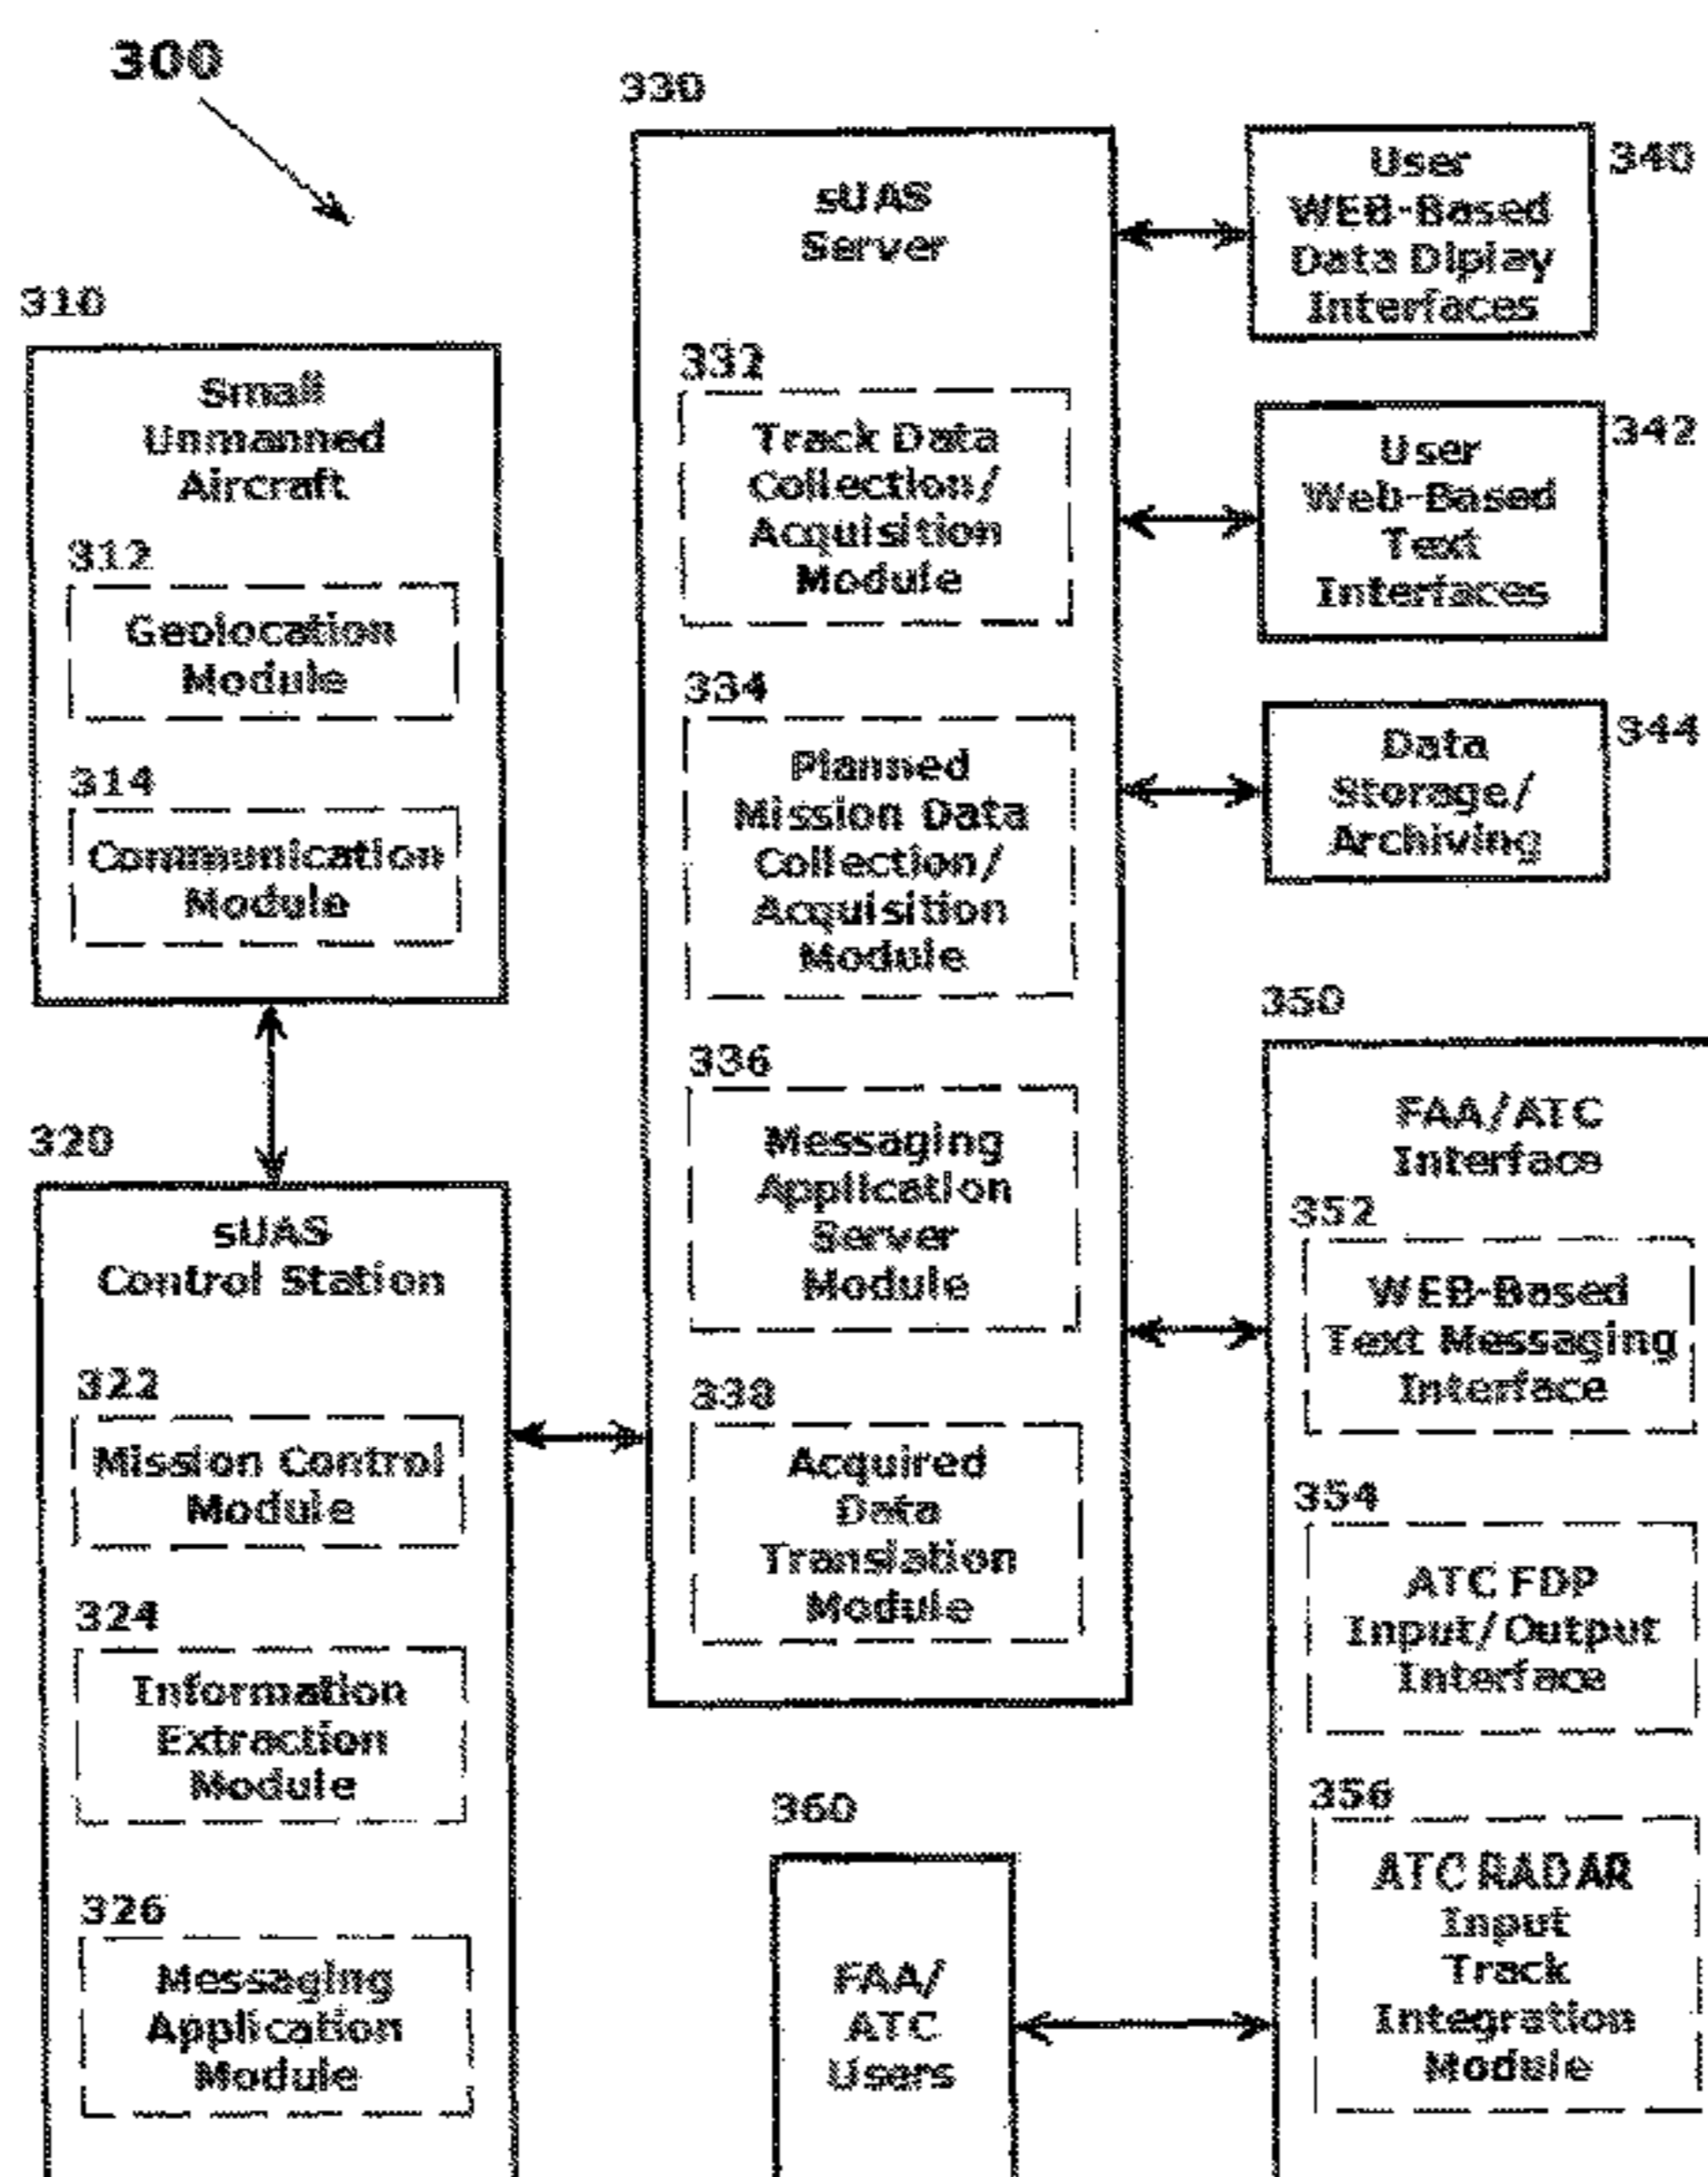 300
310
Small
Unmanned
Aircraft
312
Geolocation
Module
314
Communication
Module
320
sUAS
Control Station
322
Mission Control
Module
324
Information
Extraction
Module
326
Messaging
Application
Module
330
sUAS
Server
332
Track Data
Collection/
Acquisition
Module
334
Planned
Mission Data
Collection/
Acquisition
Module
336
Messaging
Application
Server
Module
338
Acquired
Data
Translation
Module
340
User
WEB-Based
Data Diplay
Interfaces
342
User
Web-Based
Text
Interfaces
344
Data
Storage/
Archiving
350
FAA/ATC
Interface
352
WEB-Based
Text Messaging
Interface
354
ATC FDP
Input/Output
Interface
356
ATC RADAR
Input
Track
Integration
Module
360
FAA/
ATC
Users